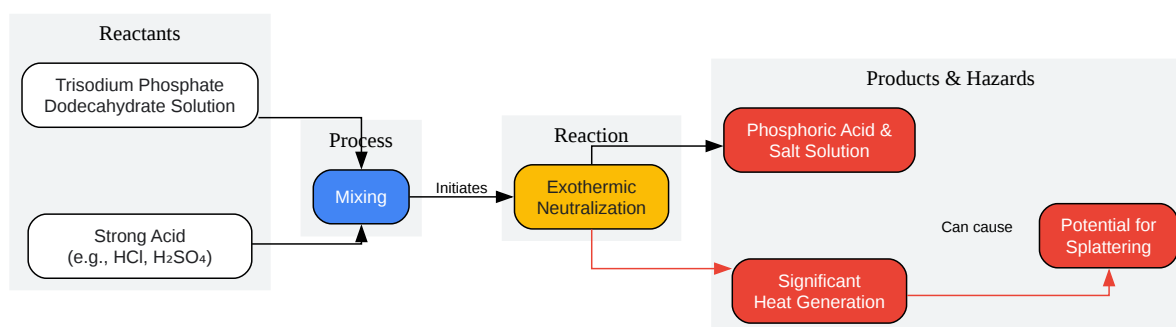 Reactants
Trisodium Phosphate
Dodecahydrate Solution
Strong Acid
(e.g., HCl, H₂SO₄)
Process
Mixing
Initiates
Reaction
Exothermic
Neutralization
Products & Hazards
Phosphoric Acid &
Salt Solution
Significant
Heat Generation
Can cause
Potential for
Splattering